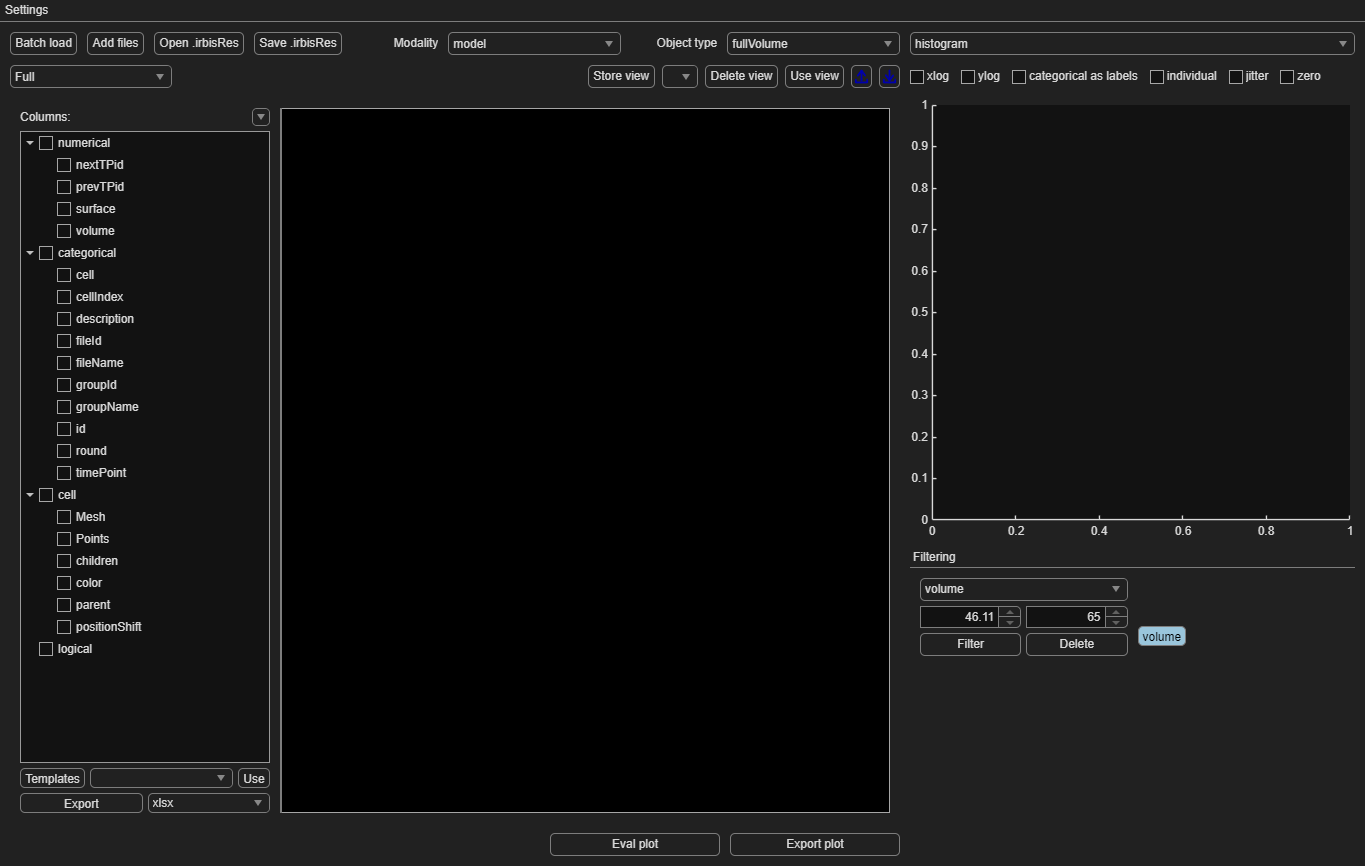 Settings
Batch load Add files Open .irbisRes Save .irbisRes Modality model Object type fullVolume histogram
Full Store view Delete view Use view xlog ylog categorical as labels individual jitter zero
Columns:
numerical
nextTPid
prevTPid
surface
volume
categorical
cell
cellIndex
description
fileId
fileName
groupId
groupName
id
round
timePoint
cell
Mesh
Points
children
color
parent
positionShift
logical
Templates Use
Export xlsx
1
0.9
0.8
0.7
0.6
0.5
0.4
0.3
0.2
0.1
0
0 0.2 0.4 0.6 0.8 1
Filtering
volume
46.11 65
volume
Filter Delete
Eval plot Export plot